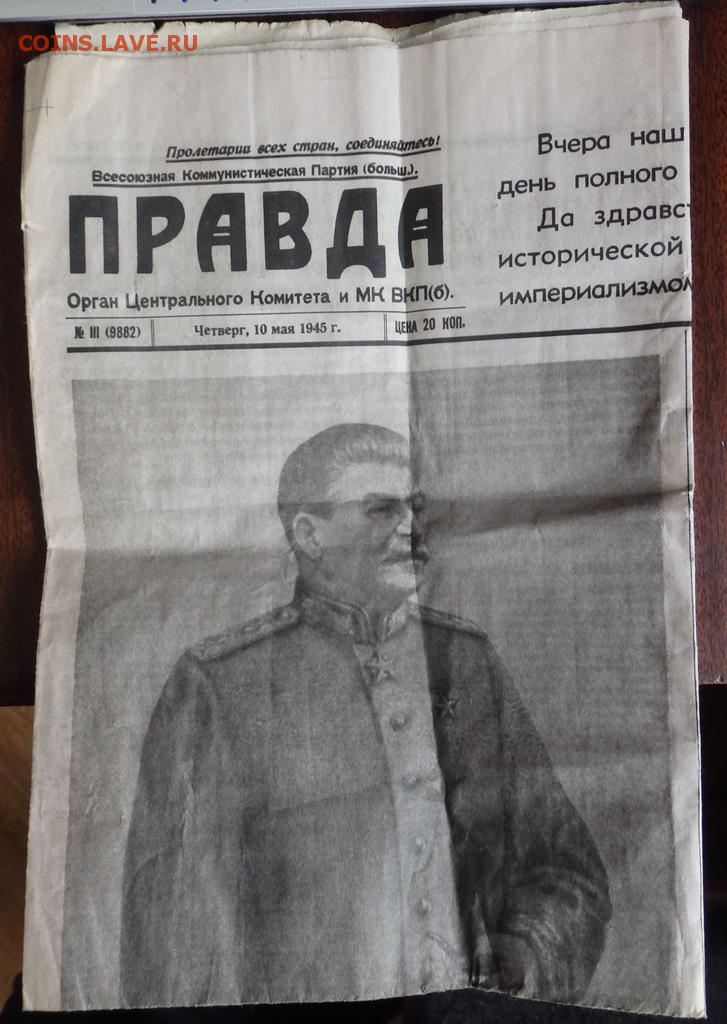 COINS.LAVE.RU
Пролетарии всех стран, соединяйтесь!
Всесоюзная Коммунистическая Партия (больш.).
ПРАВДА
Орган Центрального Комитета и МК ВКП(б).
№ III (9882)
Четверг, 10 мая 1945 г.
ЦЕНА 20 КОП.
Вчера наш
день полного
Да здравст
исторической
империализмом